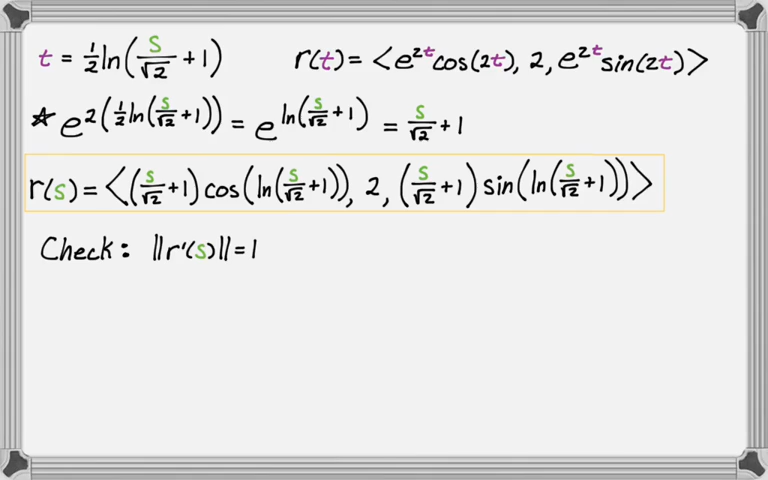 t = ½ln(s/√2 + 1) r(t) = <e^2t cos(2t), 2, e^2t sin(2t)>
☆ e^2(½ln(s/√2 + 1)) = e^ln(s/√2 + 1) = s/√2 + 1
r(s) = <(s/√2 + 1) cos(ln(s/√2 + 1)), 2, (s/√2 + 1) sin(ln(s/√2 + 1))>
Check: ||r'(s)|| = 1